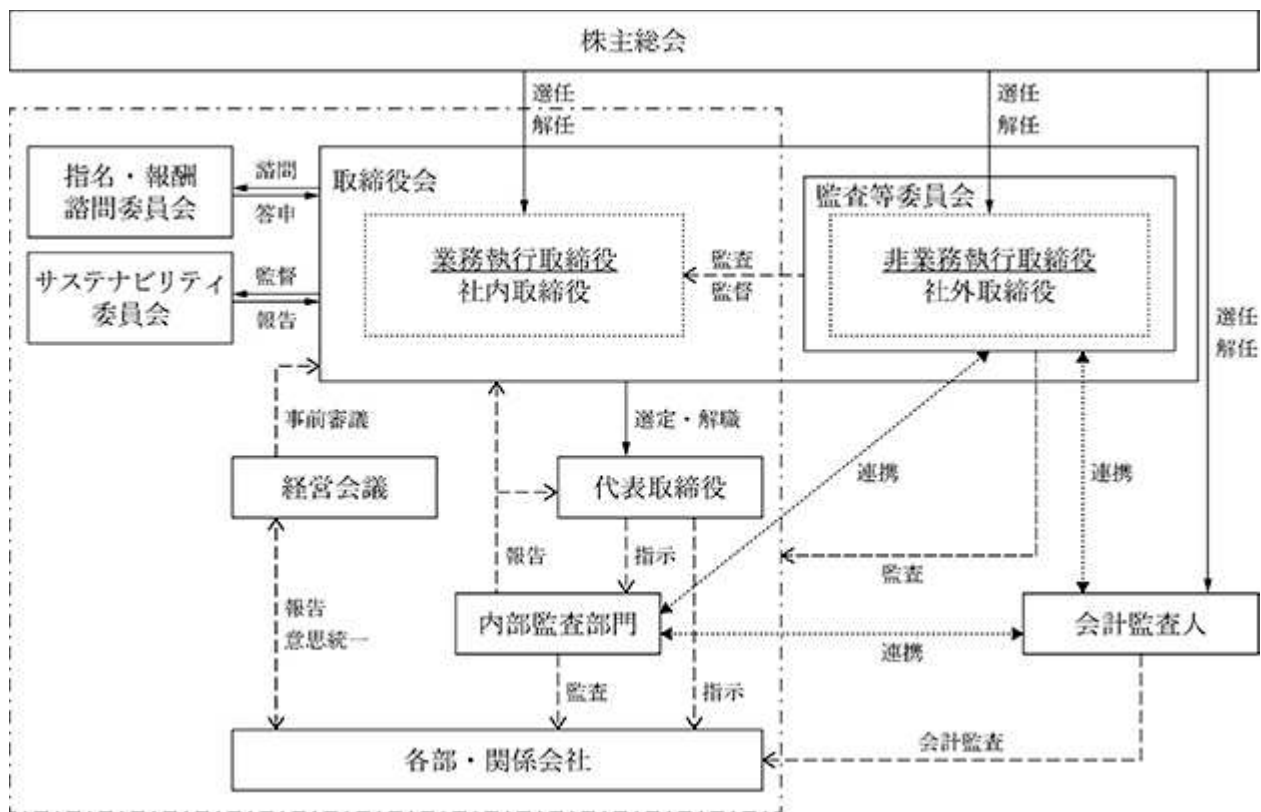 株主総会
選任
解任
選任
解任
指名・報酬
諮問委員会
諮問
答申
取締役会
監査等委員会
業務執行取締役
社内取締役
監査
監督
非業務執行取締役
社外取締役
サステナビリティ
委員会
監督
報告
選任
解任
事前審議
選定・解職
経営会議
代表取締役
連携
連携
報告
指示
監査
報告
意思統一
内部監査部門
会計監査人
連携
監査
指示
会計監査
各部・関係会社